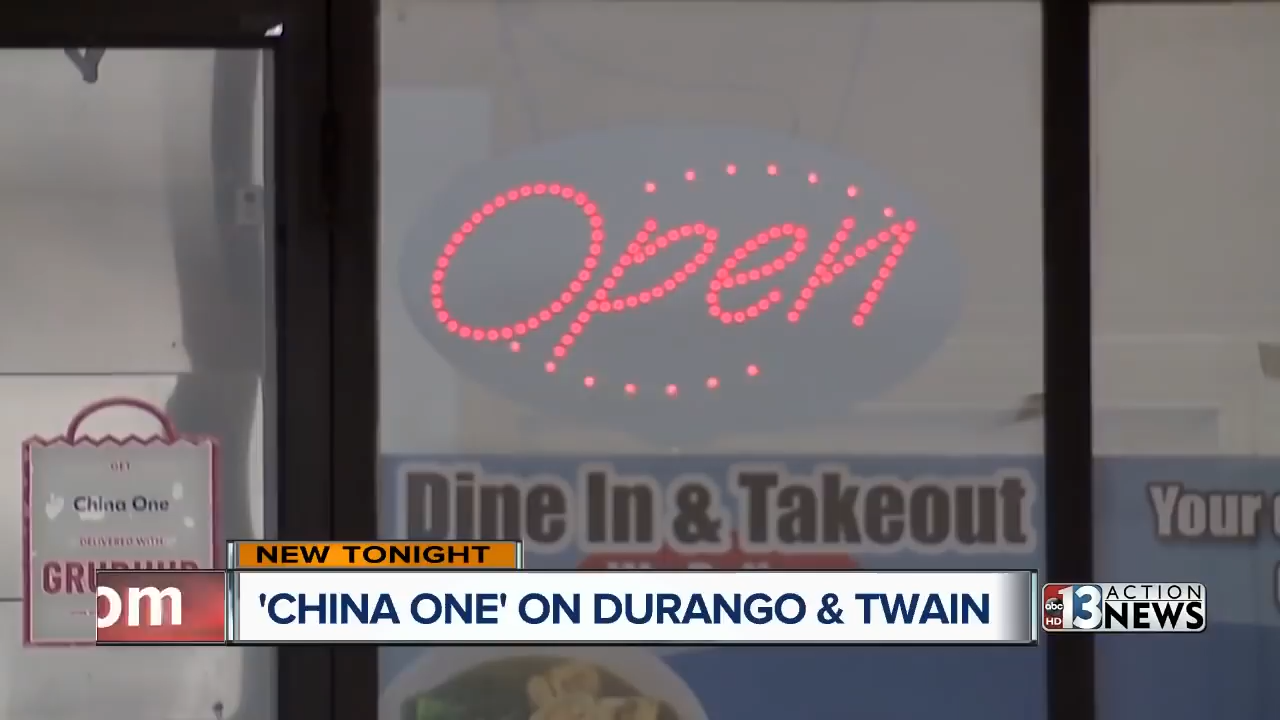 Open
GET
China One
DELIVERED WITH
GRUBHUB
Dine In & Takeout
Your
NEW TONIGHT
om
'CHINA ONE' ON DURANGO & TWAIN
abc
HD
13 ACTION
NEWS